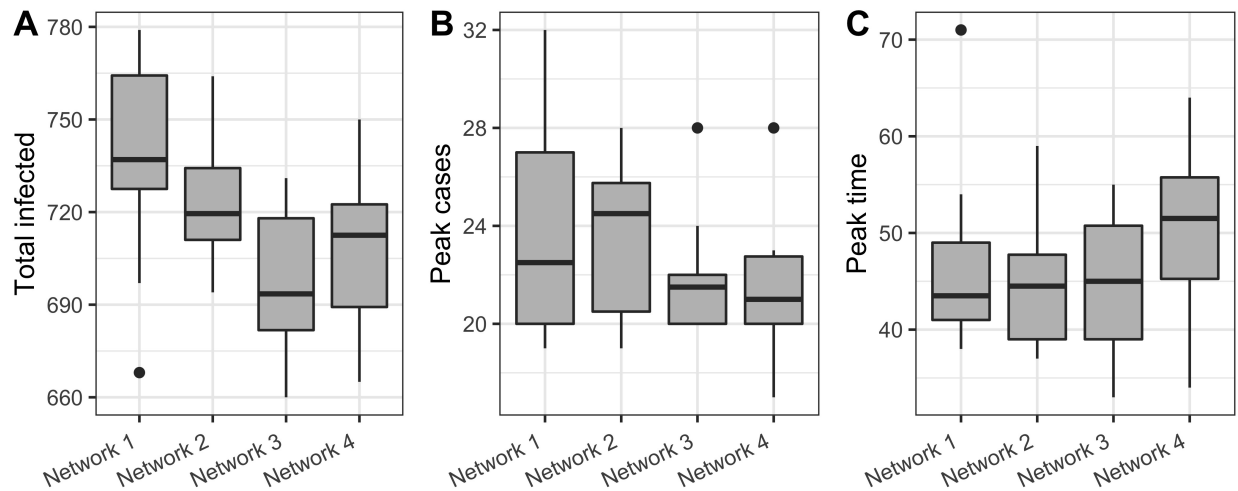 A
Total infected
780
750
720
690
660
Network 1
Network 2
Network 3
Network 4
B
Peak cases
32
28
24
20
Network 1
Network 2
Network 3
Network 4
C
Peak time
70
60
50
40
Network 1
Network 2
Network 3
Network 4